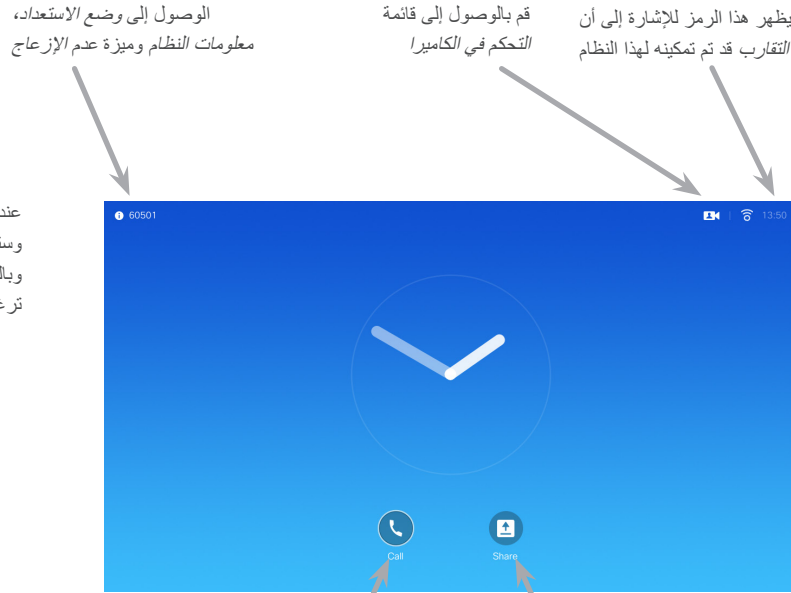 يظهر هذا الرمز للإشارة إلى أن
التقارب قد تم تمكينه لهذا النظام
قم بالوصول إلى قائمة
التحكم في الكاميرا
الوصول إلى وضع الاستعداد،
معلومات النظام وميزة عدم الإزعاج
60501
13:50
Call
Share